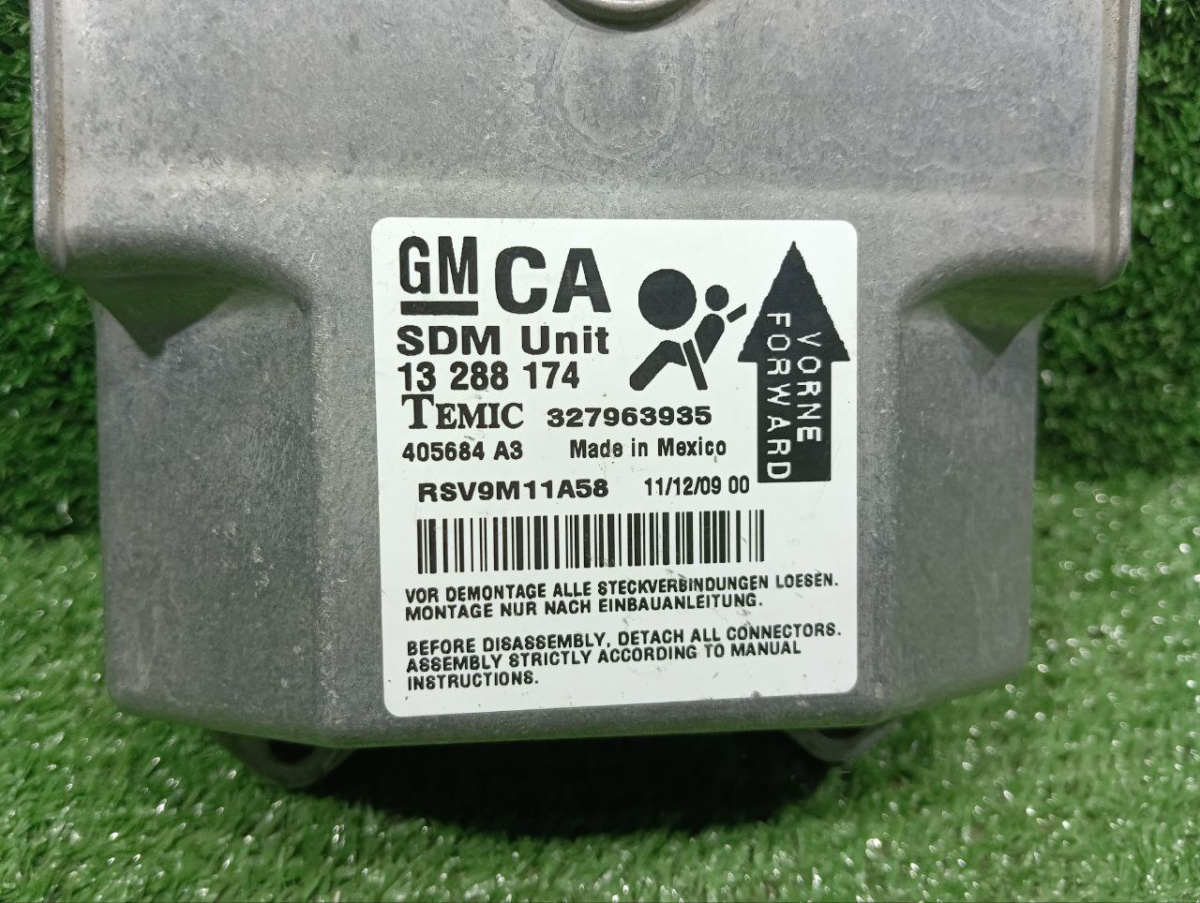 GM CA
SDM Unit
13 288 174
TEMIC 327963935
405684 A3 Made in Mexico
RSV9M11A58 11/12/09 00
VORNE
FORWARD
VOR DEMONTAGE ALLE STECKVERBINDUNGEN LOESEN.
MONTAGE NUR NACH EINBAUANLEITUNG.
BEFORE DISASSEMBLY, DETACH ALL CONNECTORS.
ASSEMBLY STRICTLY ACCORDING TO MANUAL
INSTRUCTIONS.